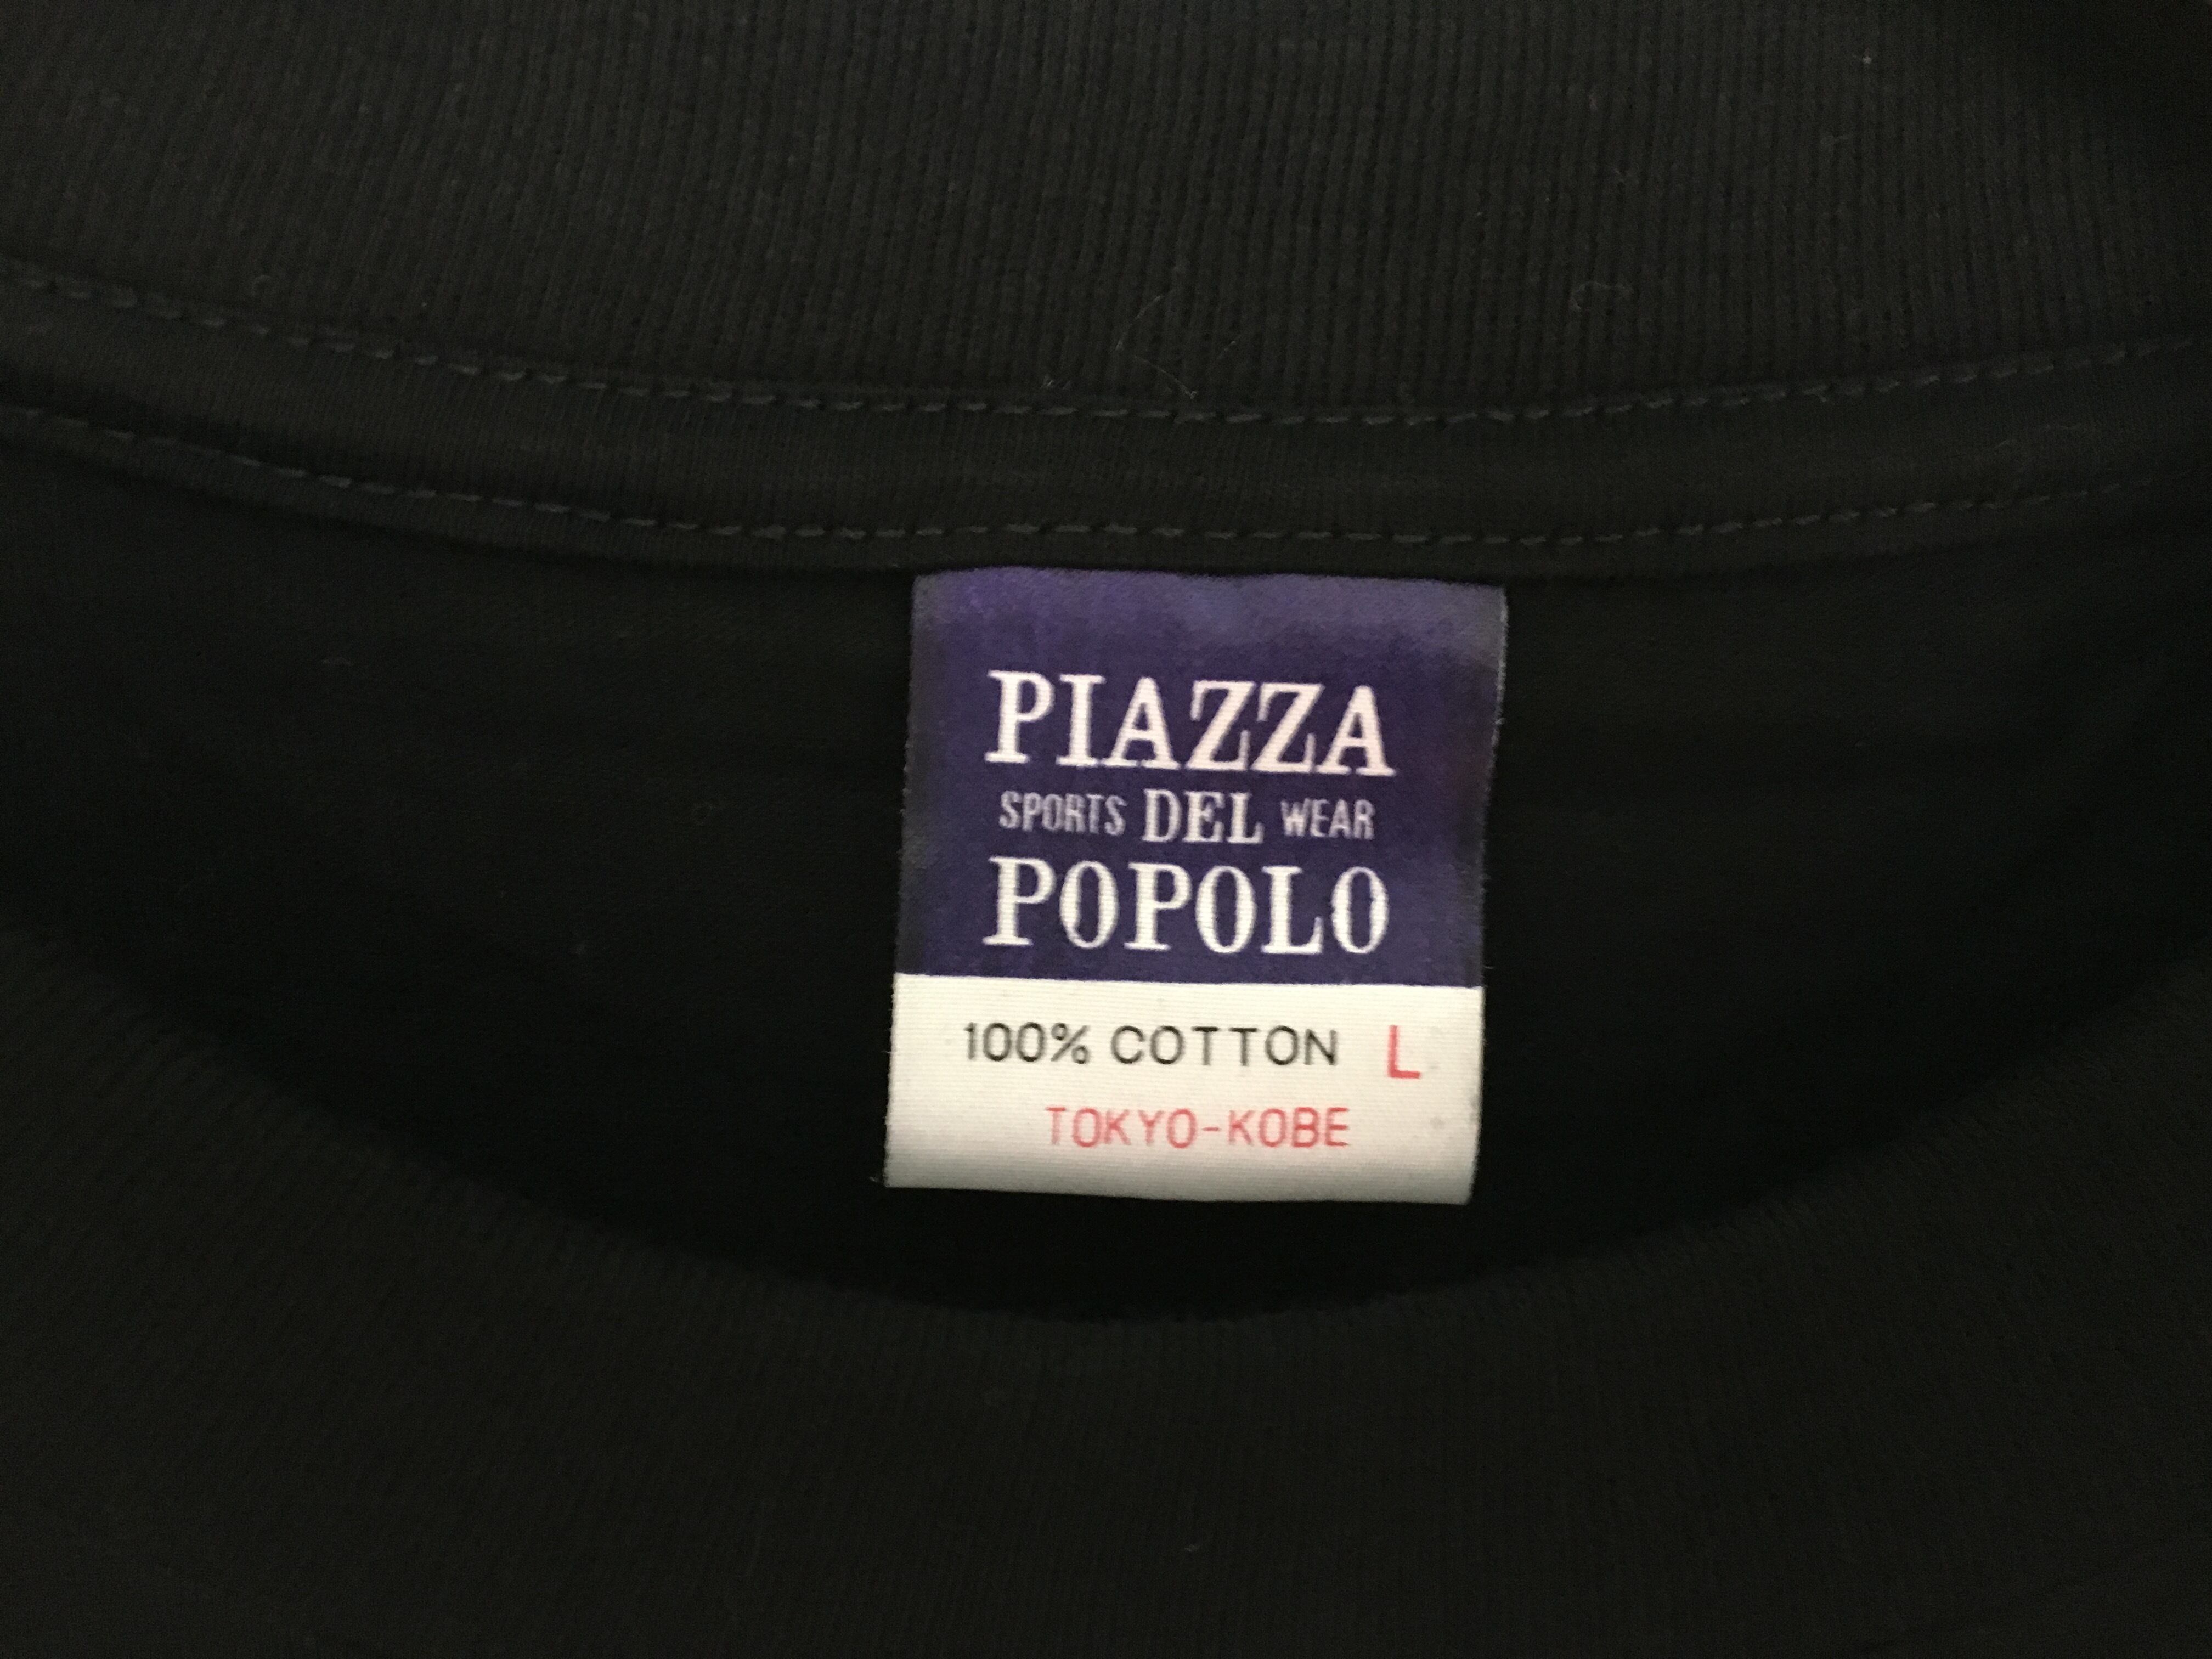 PIAZZA
SPORTS DEL WEAR
POPOLO
100% COTTON L
TOKYO-KOBE